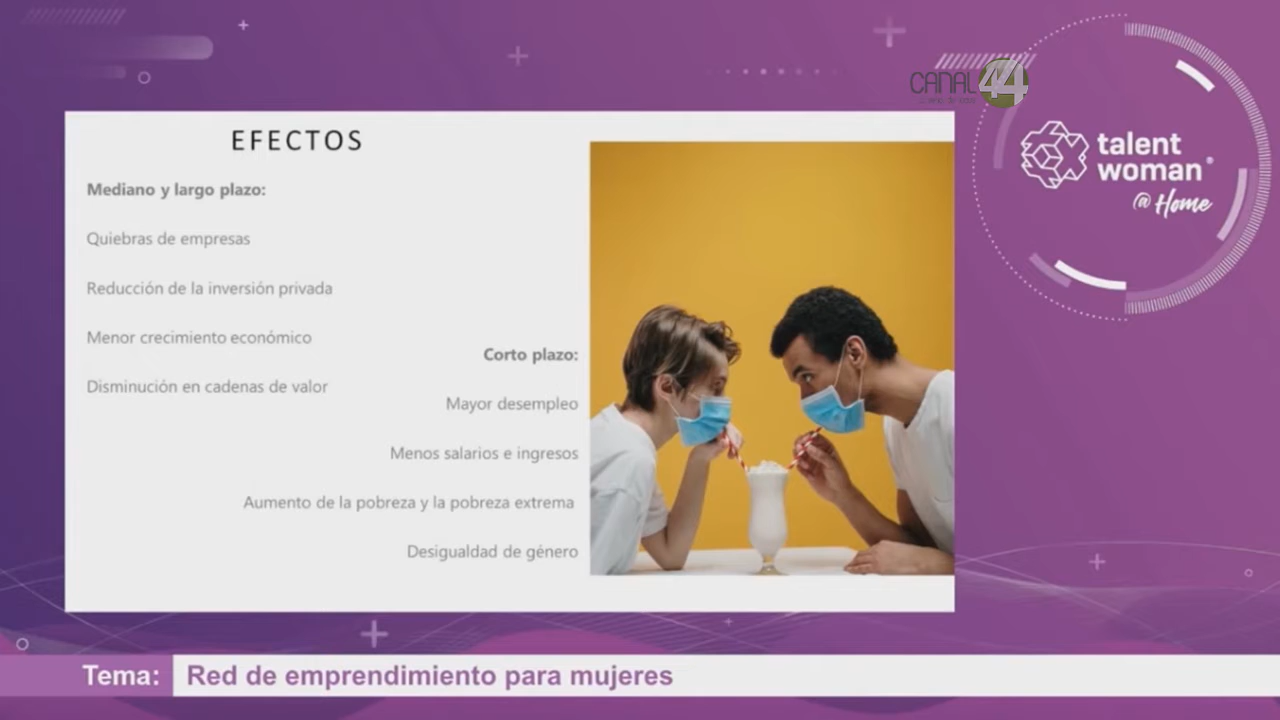 CANAL 44
talent
woman
@ Home
EFECTOS
Mediano y largo plazo:
Quiebras de empresas
Reducción de la inversión privada
Menor crecimiento económico
Disminución en cadenas de valor
Corto plazo:
Mayor desempleo
Menos salarios e ingresos
Aumento de la pobreza y la pobreza extrema
Desigualdad de género
Tema: Red de emprendimiento para mujeres